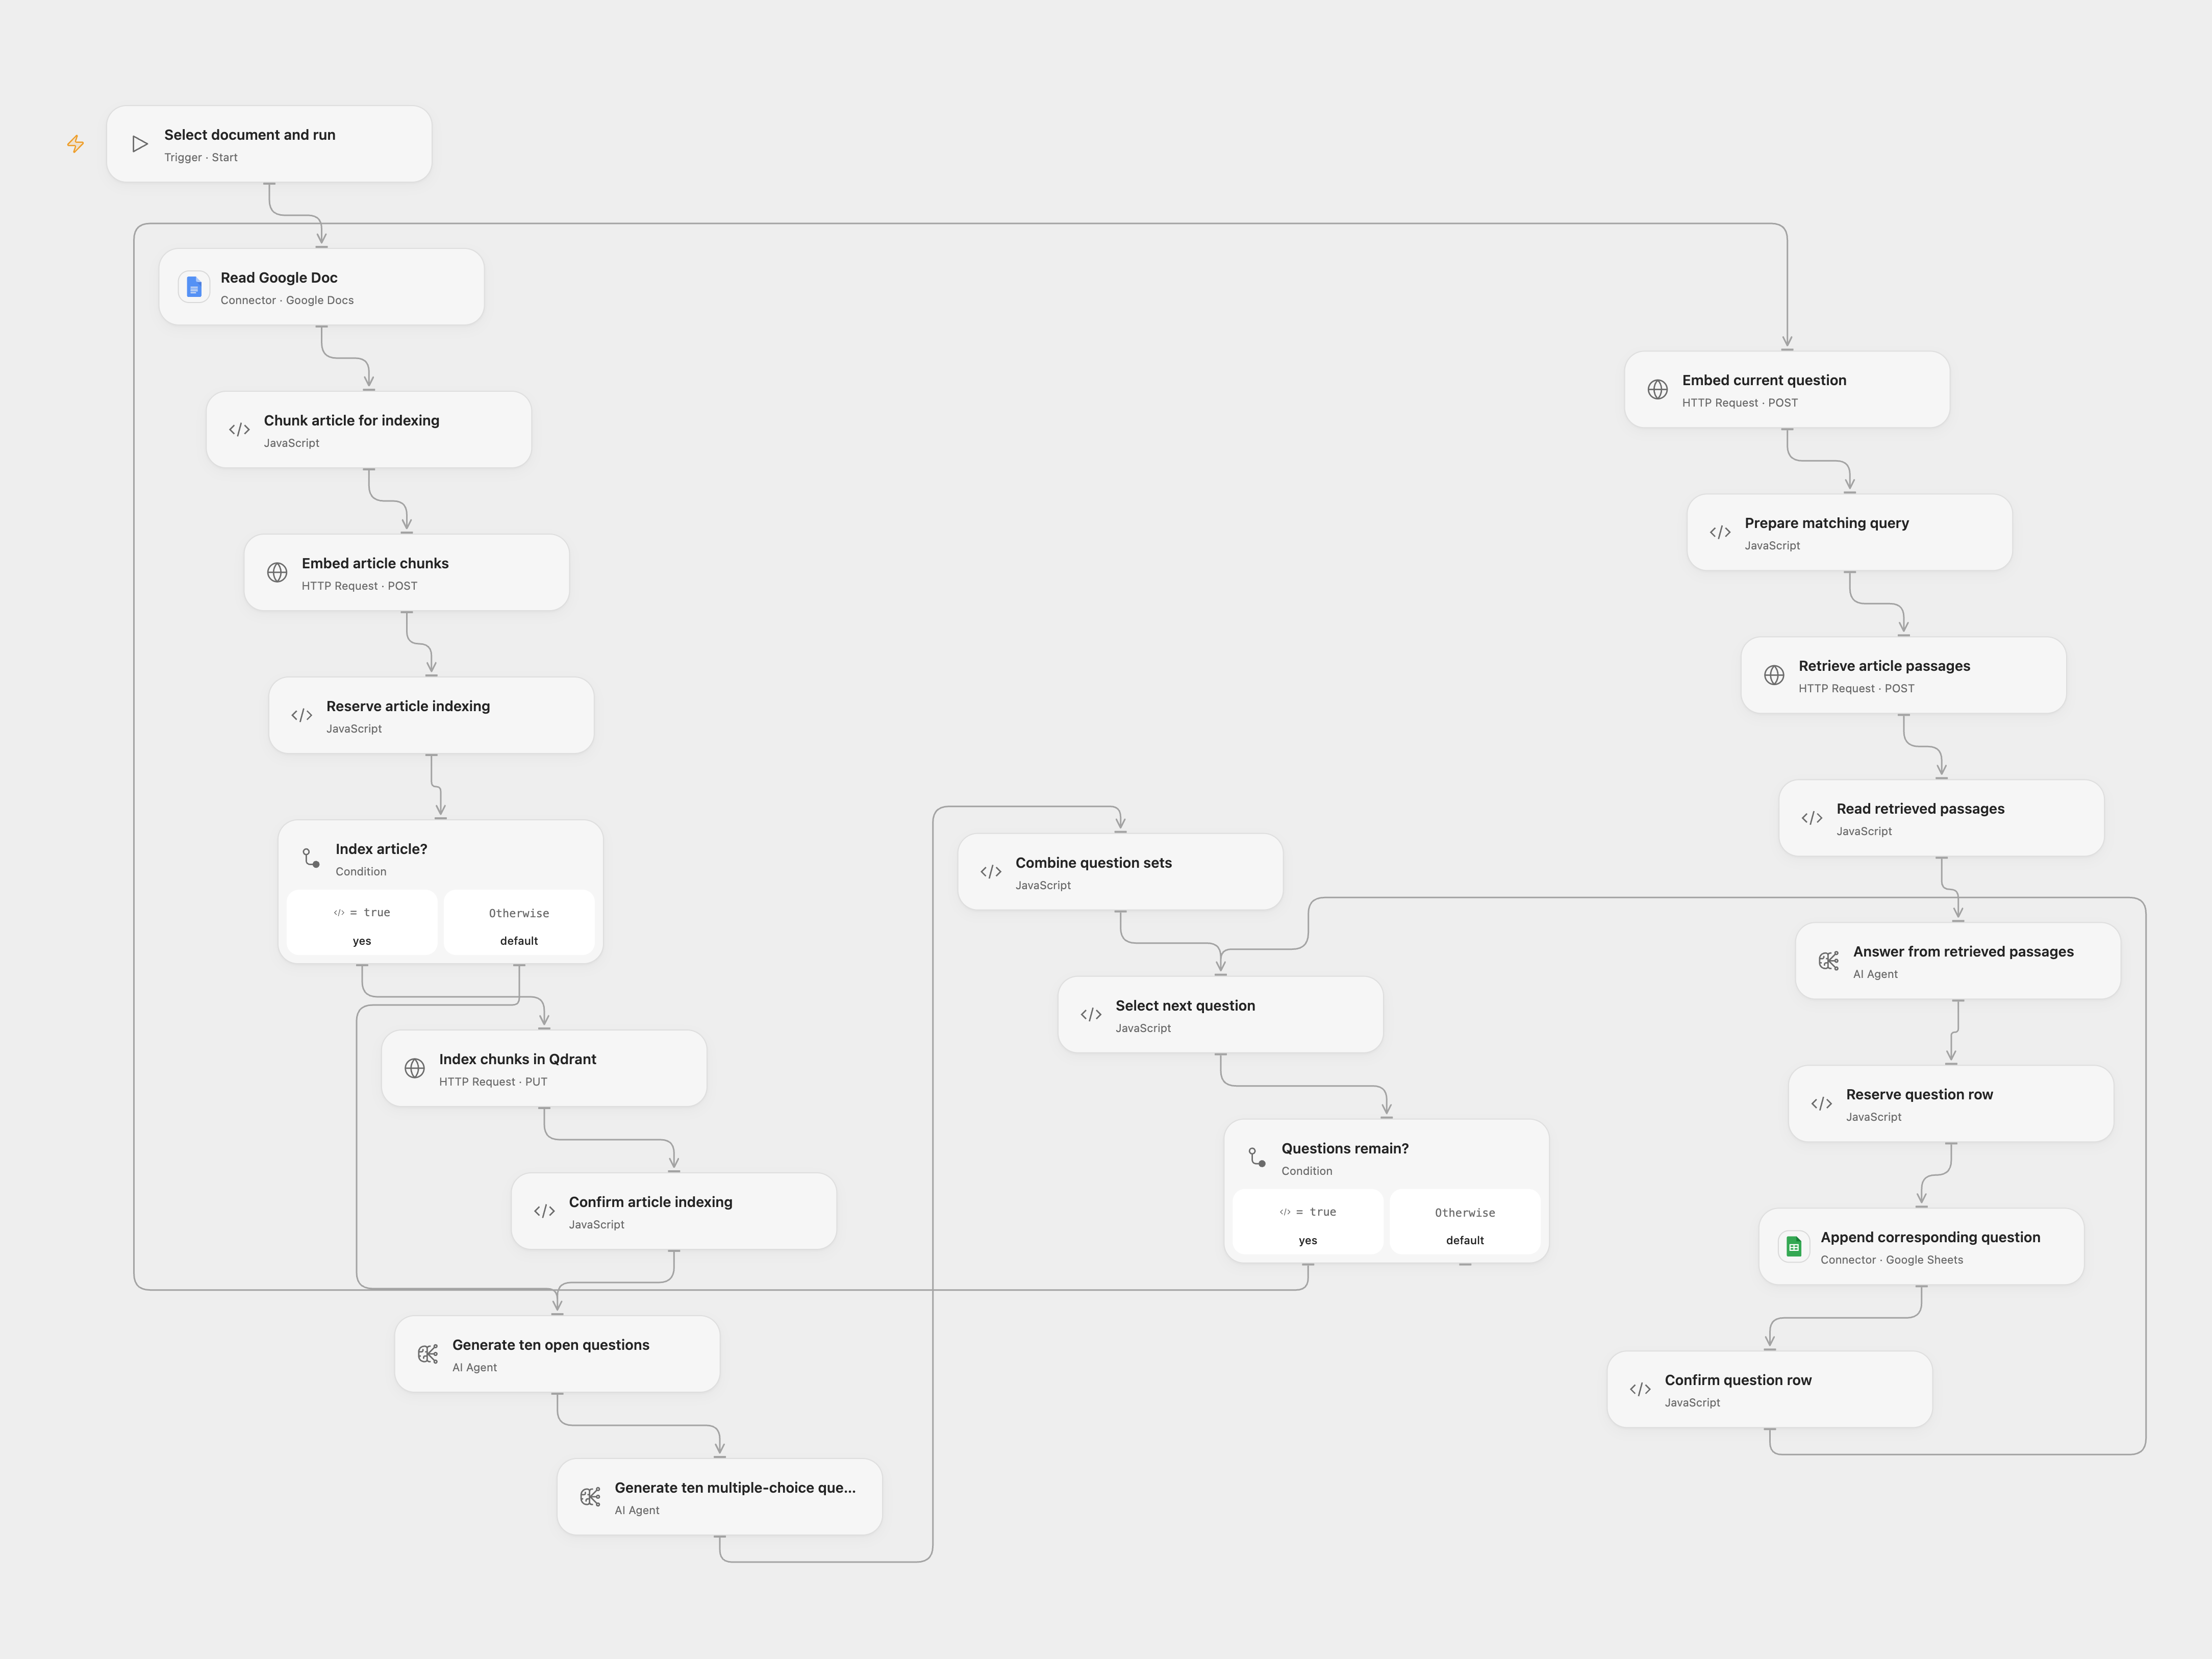 Select document and run
Trigger · Start
Read Google Doc
Connector · Google Docs
Chunk article for indexing
JavaScript
Embed article chunks
HTTP Request · POST
Reserve article indexing
JavaScript
Index article?
Condition
</> = true
yes
Otherwise
default
Index chunks in Qdrant
HTTP Request · PUT
Confirm article indexing
JavaScript
Generate ten open questions
AI Agent
Generate ten multiple-choice que...
AI Agent
Combine question sets
JavaScript
Select next question
JavaScript
Questions remain?
Condition
</> = true
yes
Otherwise
default
Embed current question
HTTP Request · POST
Prepare matching query
JavaScript
Retrieve article passages
HTTP Request · POST
Read retrieved passages
JavaScript
Answer from retrieved passages
AI Agent
Reserve question row
JavaScript
Append corresponding question
Connector · Google Sheets
Confirm question row
JavaScript